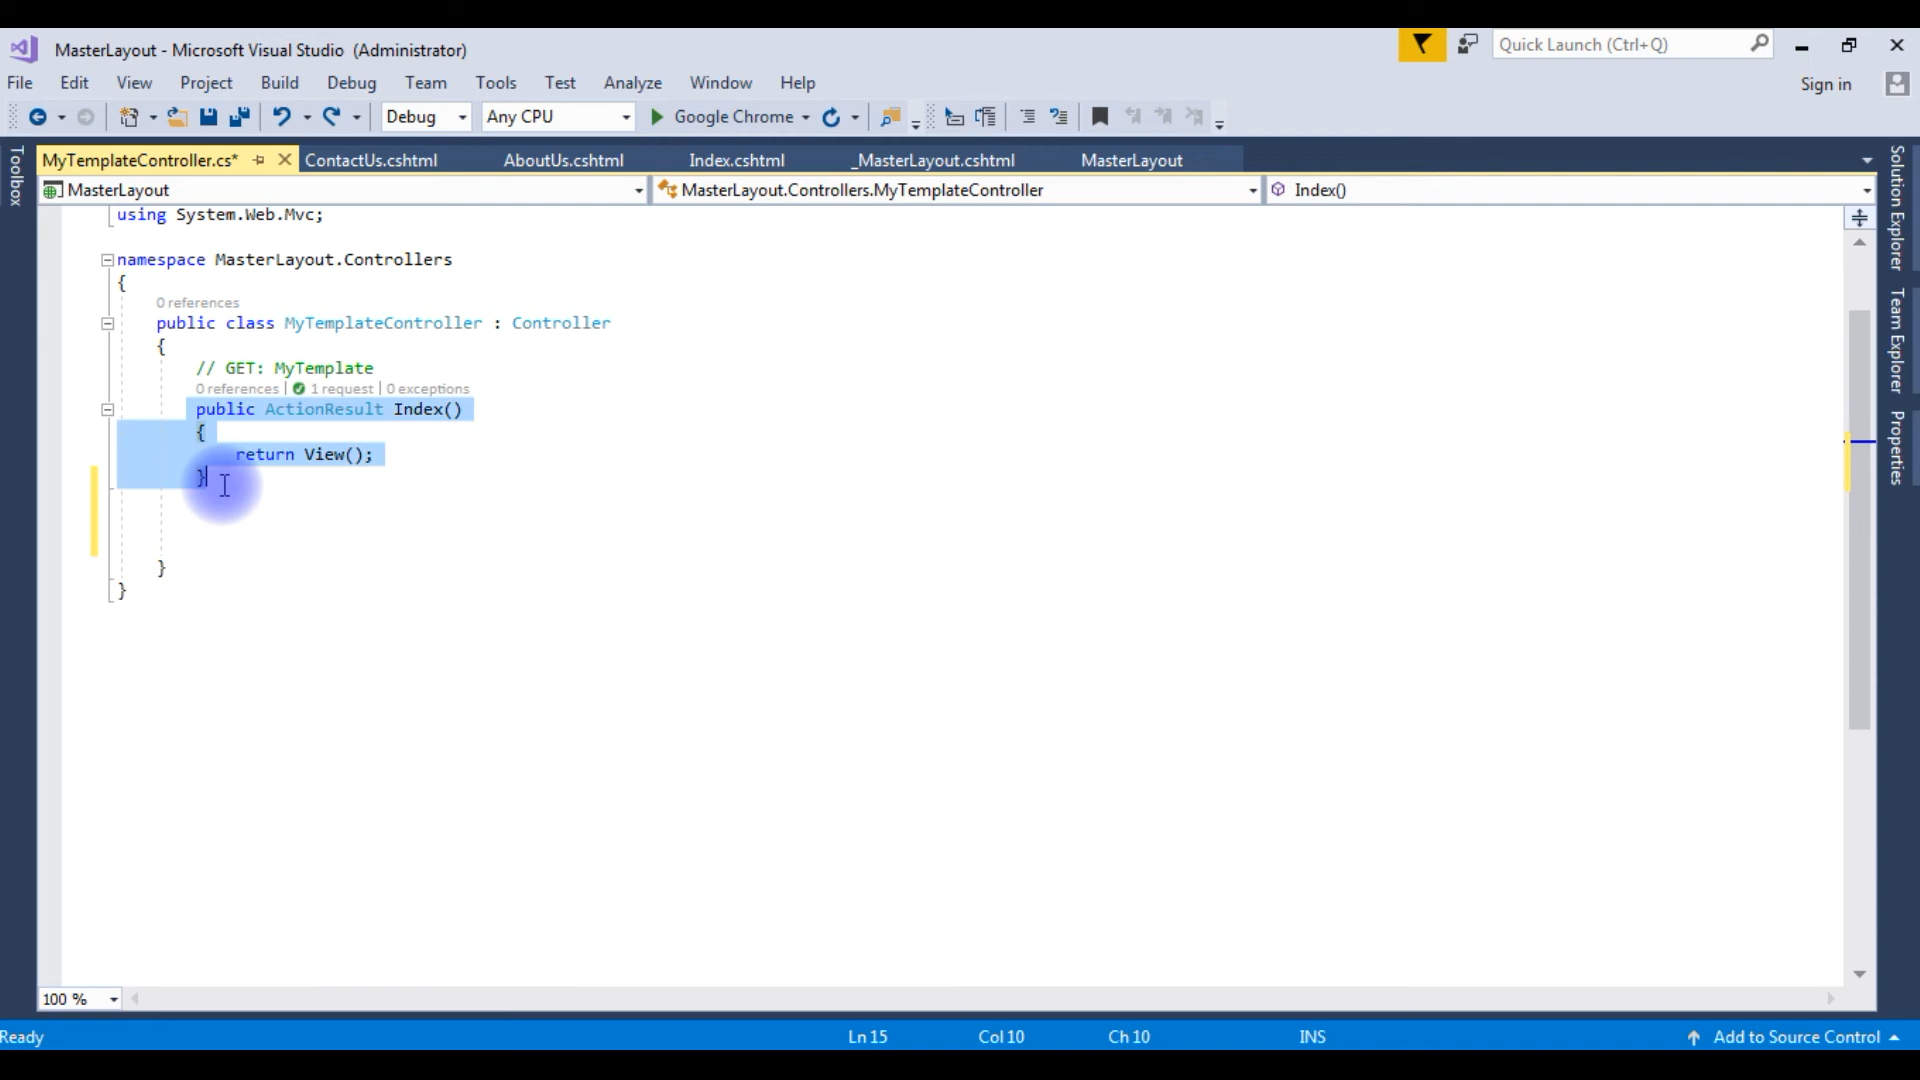 MasterLayout - Microsoft Visual Studio (Administrator)
Quick Launch (Ctrl+Q)
File Edit View Project Build Debug Team Tools Test Analyze Window Help
Sign in
Debug Any CPU Google Chrome
MyTemplateController.cs* ContactUs.cshtml AboutUs.cshtml Index.cshtml _MasterLayout.cshtml MasterLayout
MasterLayout MasterLayout.Controllers.MyTemplateController Index()
Toolbox
Solution Explorer
Team Explorer
Properties
using System.Web.Mvc;
namespace MasterLayout.Controllers
{
0 references
public class MyTemplateController : Controller
{
// GET: MyTemplate
0 references | 1 request | 0 exceptions
public ActionResult Index()
{
return View();
}
}
}
100 %
Ready Ln 15 Col 10 Ch 10 INS Add to Source Control